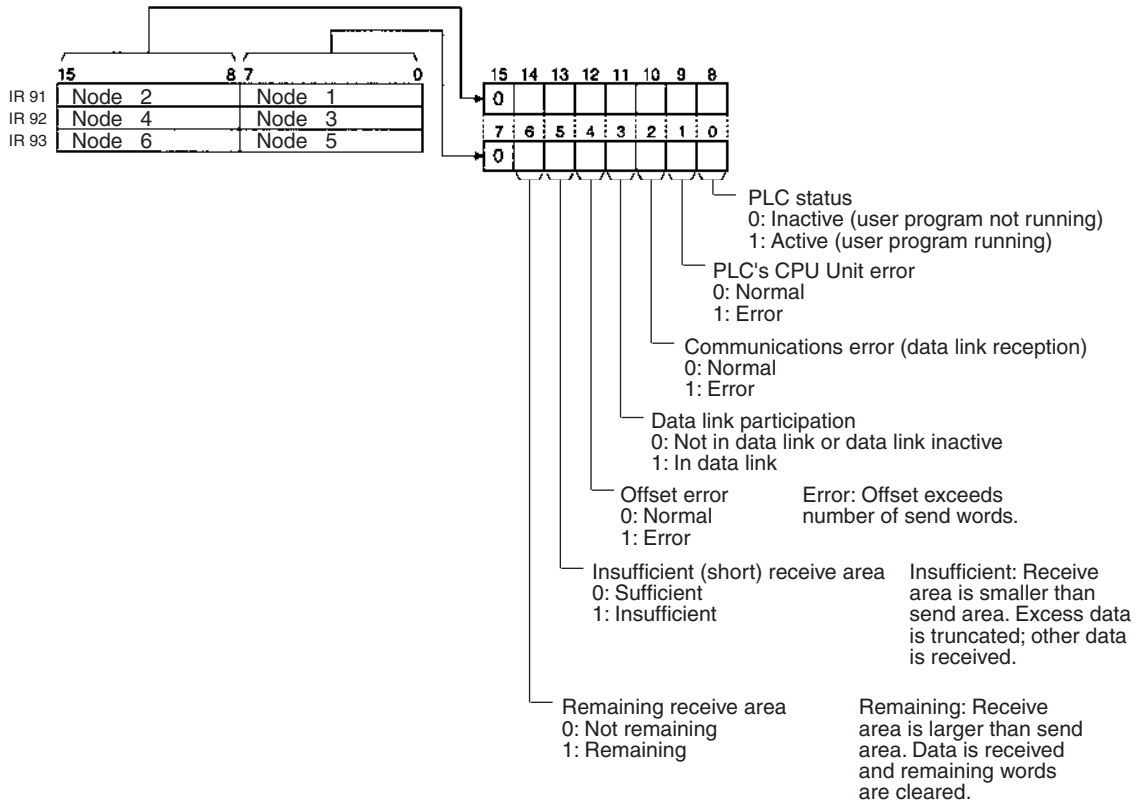 15 8 7 0
IR 91 Node 2 Node 1
IR 92 Node 4 Node 3
IR 93 Node 6 Node 5
15 14 13 12 11 10 9 8
0
7 6 5 4 3 2 1 0
0
PLC status
0: Inactive (user program not running)
1: Active (user program running)
PLC's CPU Unit error
0: Normal
1: Error
Communications error (data link reception)
0: Normal
1: Error
Data link participation
0: Not in data link or data link inactive
1: In data link
Offset error
0: Normal
1: Error
Error: Offset exceeds
number of send words.
Insufficient (short) receive area
0: Sufficient
1: Insufficient
Insufficient: Receive
area is smaller than
send area. Excess data
is truncated; other data
is received.
Remaining receive area
0: Not remaining
1: Remaining
Remaining: Receive
area is larger than send
area. Data is received
and remaining words
are cleared.